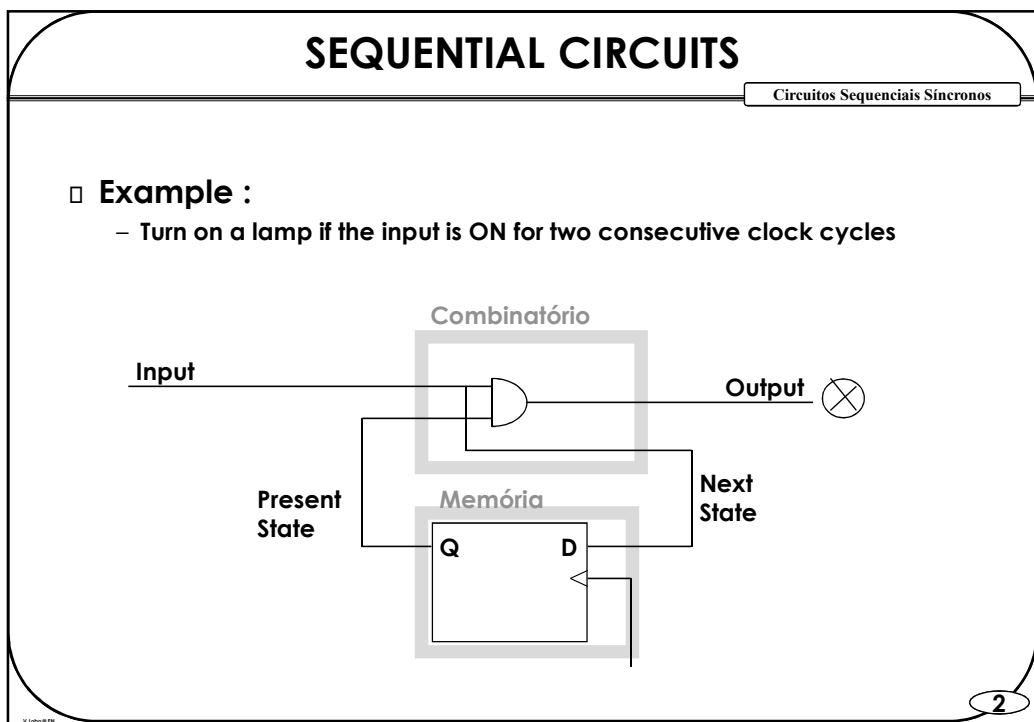 SEQUENTIAL CIRCUITS
Circuitos Sequenciais Síncronos
Example :
– Turn on a lamp if the input is ON for two consecutive clock cycles
Combinatório
Input
Output
Present
State
Next
State
Memória
Q
D
2